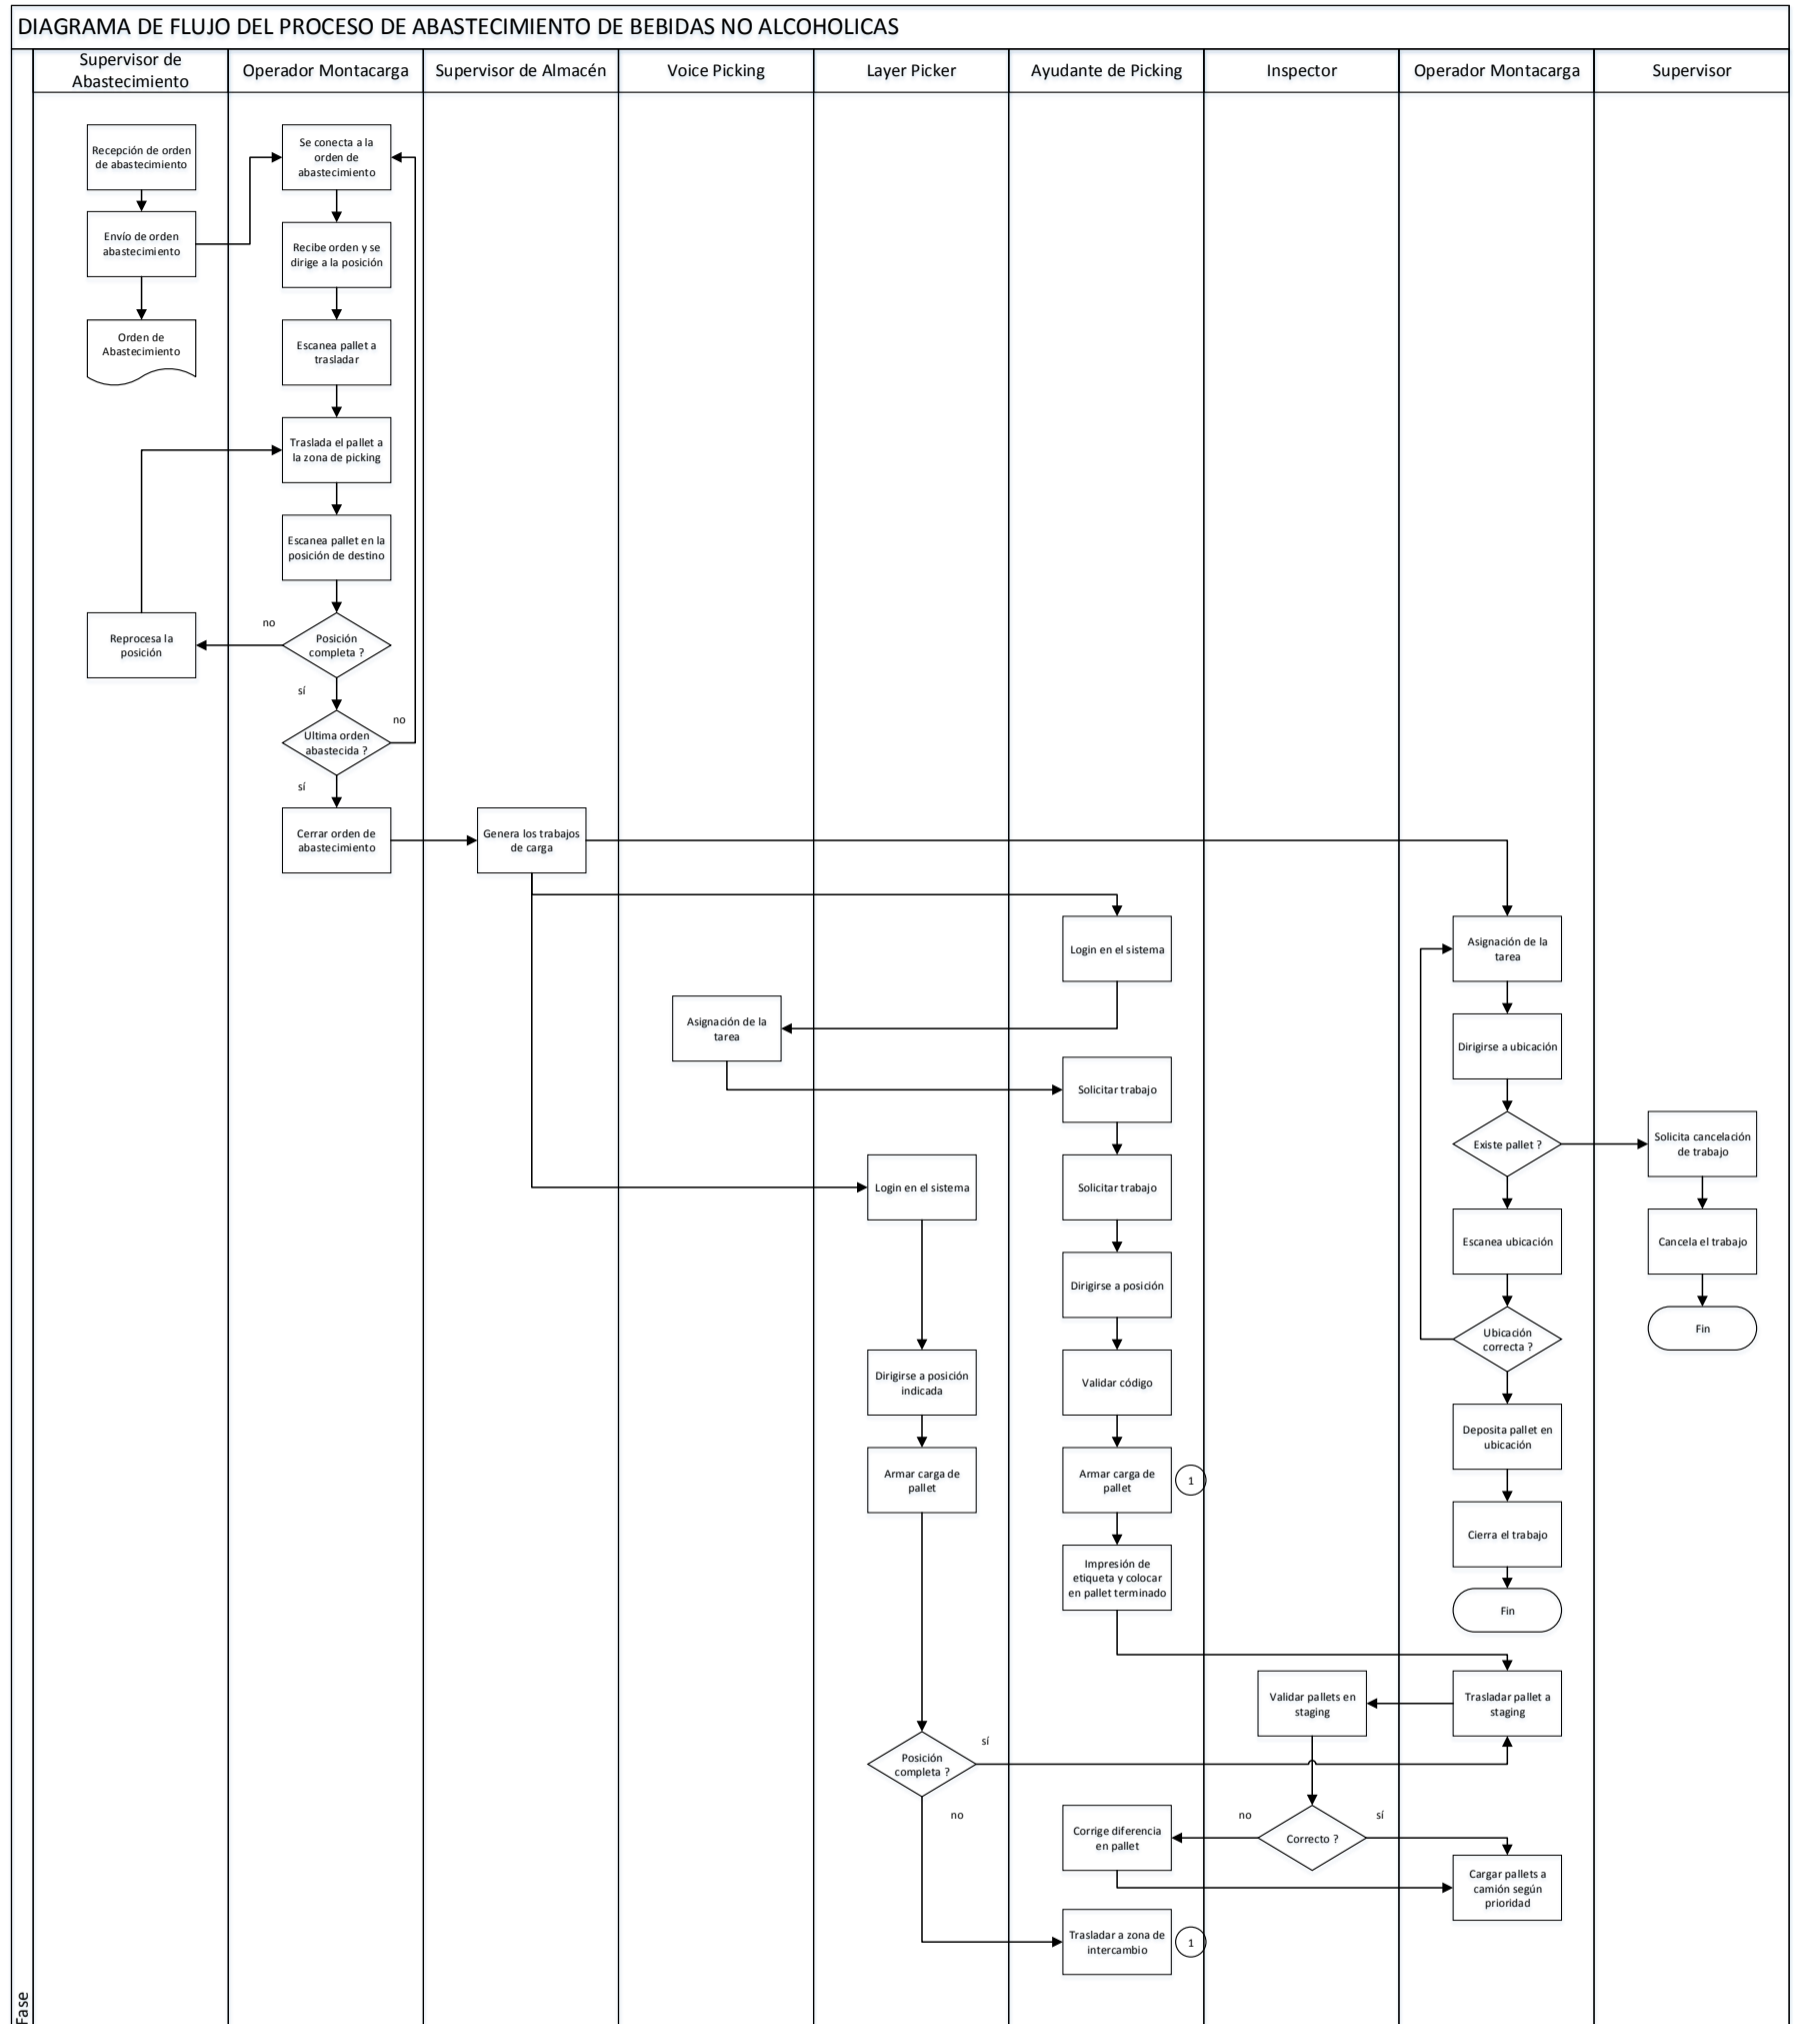 DIAGRAMA DE FLUJO DEL PROCESO DE ABASTECIMIENTO DE BEBIDAS NO ALCOHOLICAS
Supervisor de
Abastecimiento
Operador Montacarga
Supervisor de Almacén
Voice Picking
Layer Picker
Ayudante de Picking
Inspector
Operador Montacarga
Supervisor
Recepción de orden
de abastecimiento
Envío de orden
abastecimiento
Orden de
Abastecimiento
Reprocesa la
posición
Se conecta a la
orden de
abastecimiento
Recibe orden y se
dirige a la posición
Escanea pallet a
trasladar
Traslada el pallet a
la zona de picking
Escanea pallet en la
posición de destino
no
Posición
completa ?
sí
no
Ultima orden
abastecida ?
sí
Cerrar orden de
abastecimiento
Genera los trabajos
de carga
Asignación de la
tarea
Login en el sistema
Dirigirse a posición
indicada
Armar carga de
pallet
Posición
completa ?
sí
no
Login en el sistema
Solicitar trabajo
Solicitar trabajo
Dirigirse a posición
Validar código
Armar carga de
pallet
1
Impresión de
etiqueta y colocar
en pallet terminado
Corrige diferencia
en pallet
Trasladar a zona de
intercambio
1
Validar pallets en
staging
no
Correcto ?
sí
Asignación de la
tarea
Dirigirse a ubicación
Existe pallet ?
Escanea ubicación
Ubicación
correcta ?
Deposita pallet en
ubicación
Cierra el trabajo
Fin
Trasladar pallet a
staging
Cargar pallets a
camión según
prioridad
Solicita cancelación
de trabajo
Cancela el trabajo
Fin
Fase